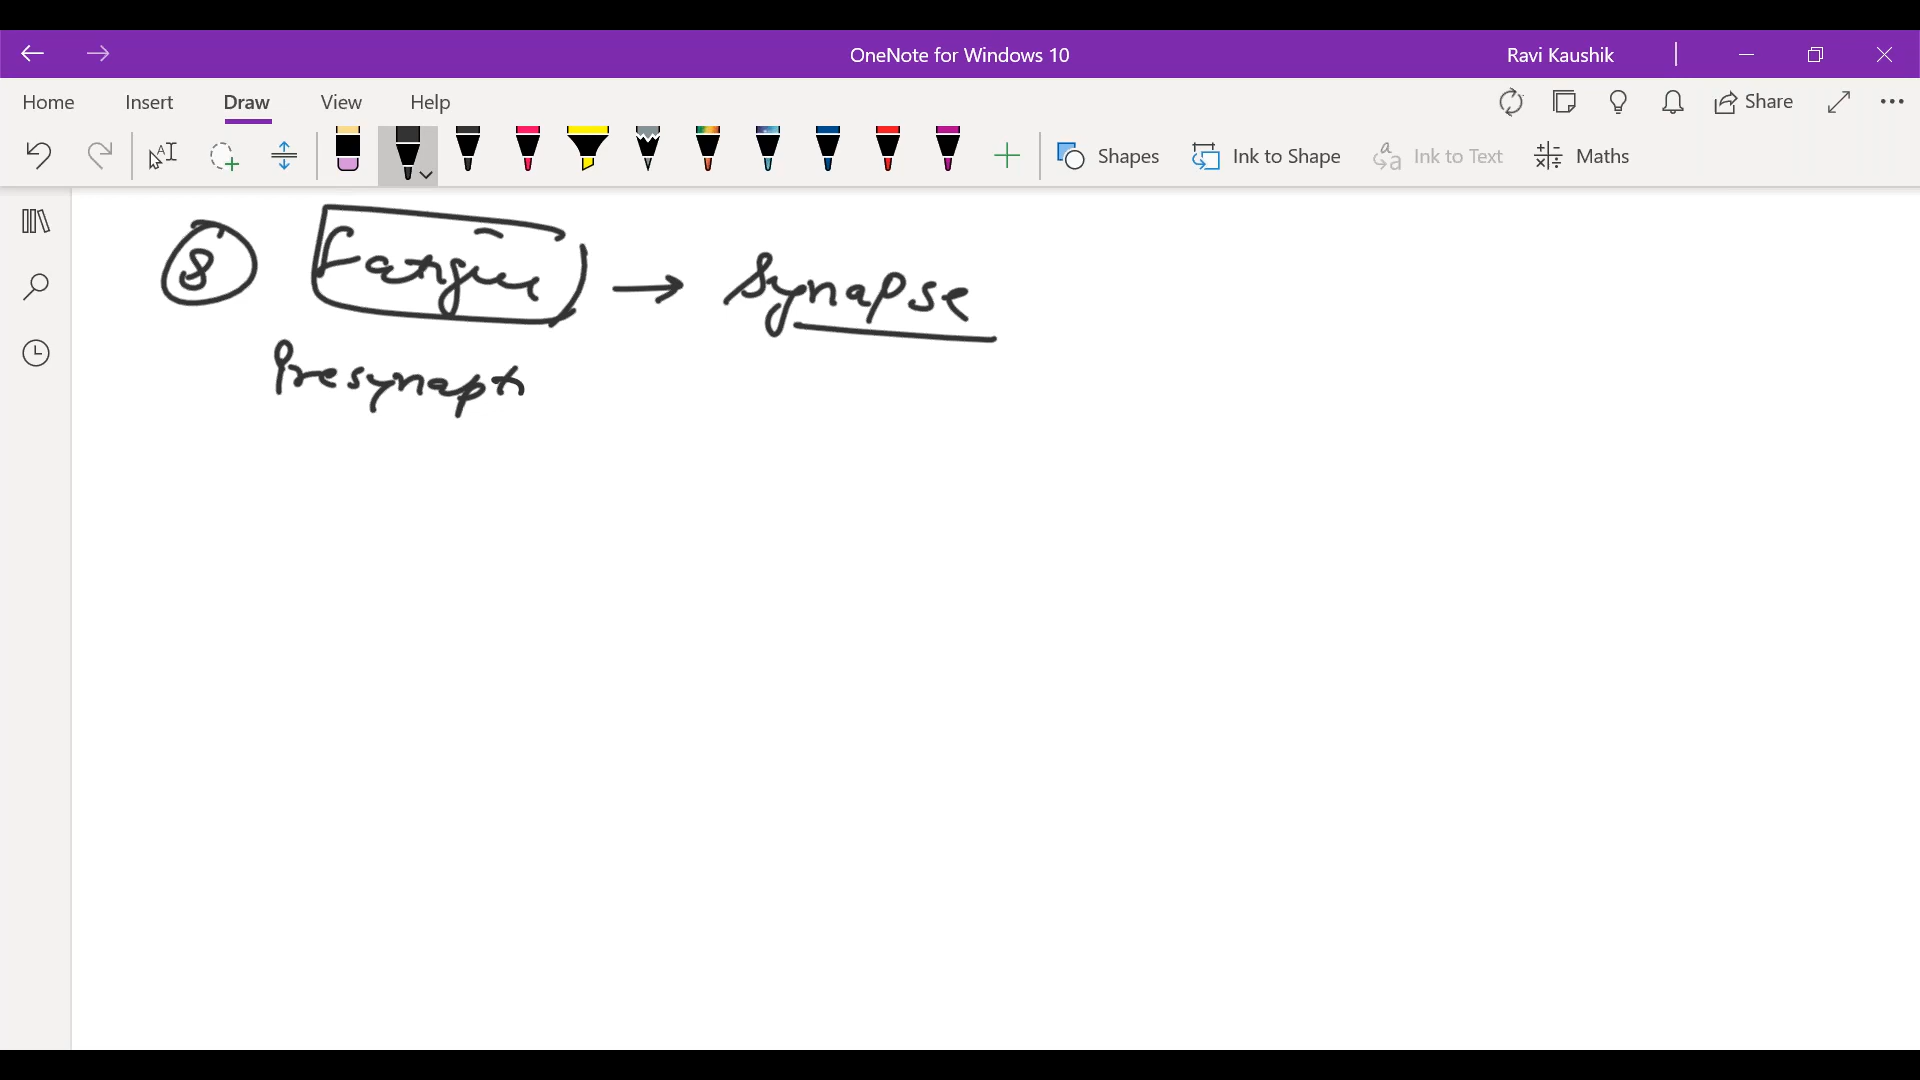 OneNote for Windows 10 Ravi Kaushik
Home Insert Draw View Help Share
Shapes Ink to Shape Ink to Text Maths
8 Fatigue → Synapse
Presynapt